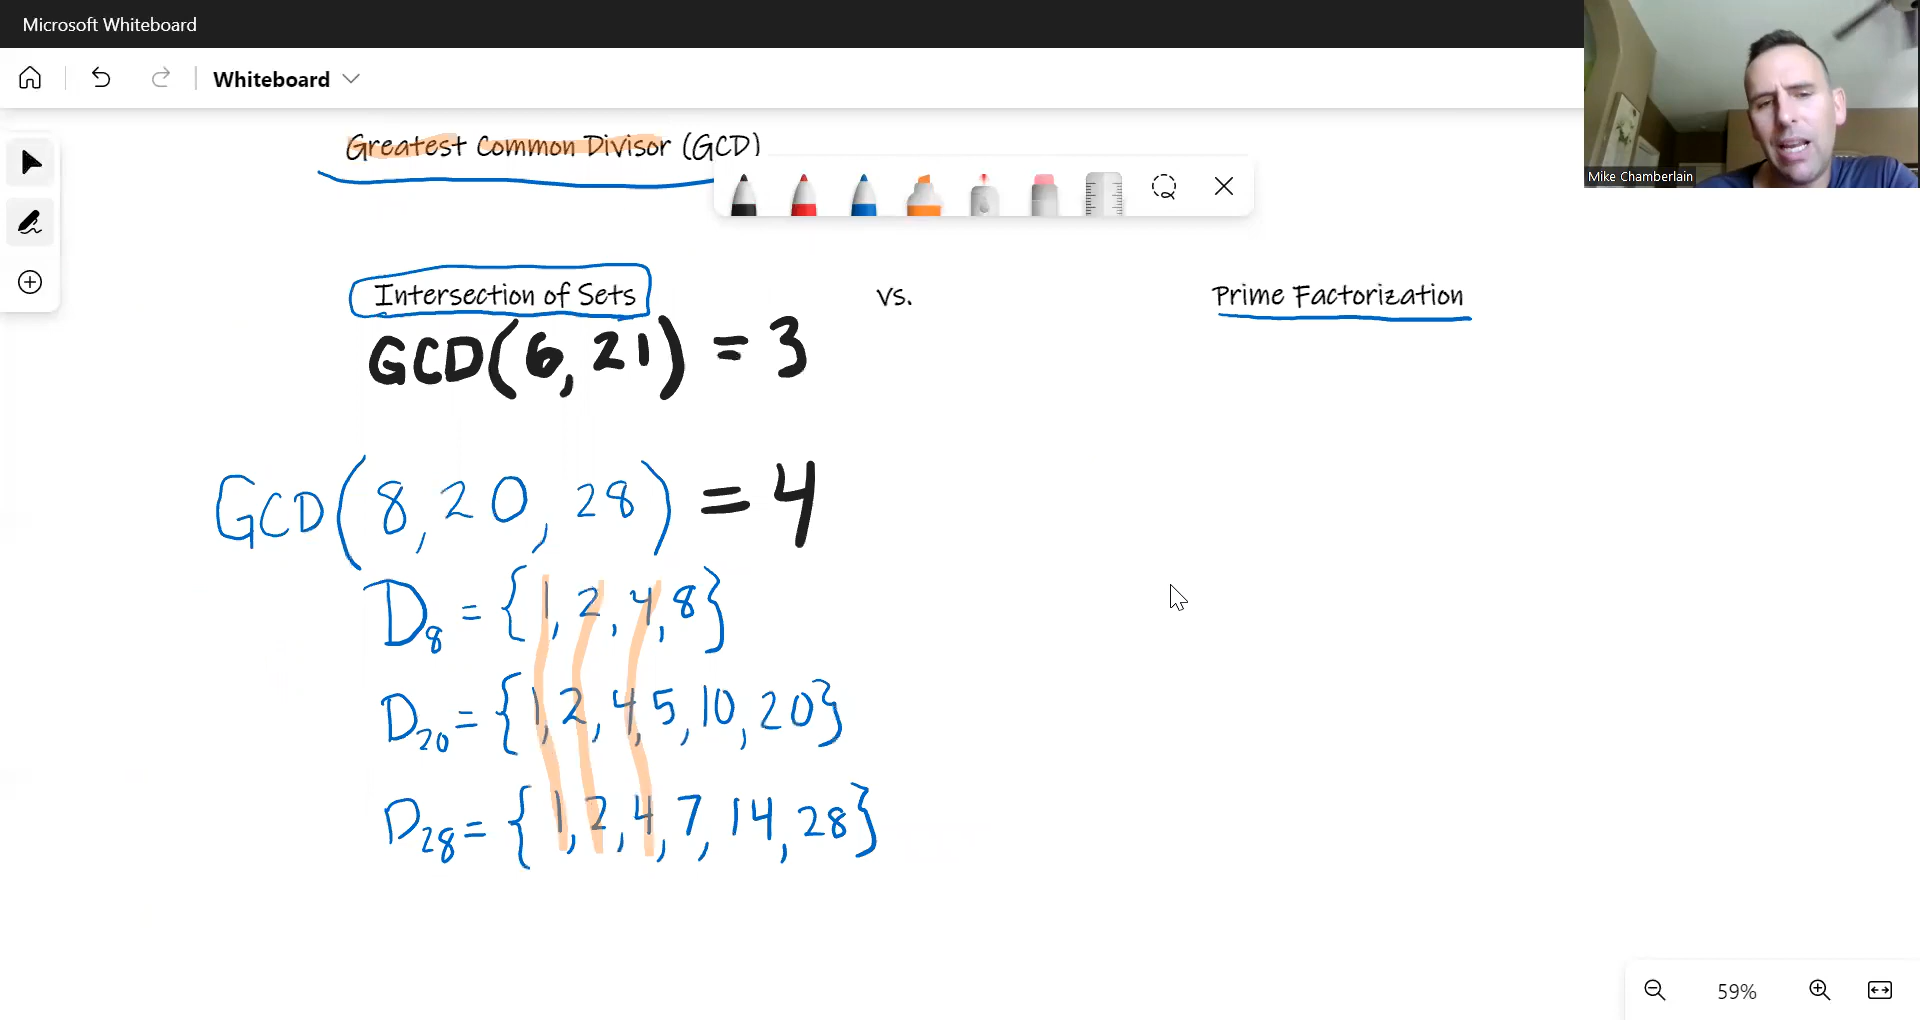 Microsoft Whiteboard
Whiteboard
Mike Chamberlain
Greatest Common Divisor (GCD)
Intersection of Sets vs. Prime Factorization
GCD(6, 21) = 3
GCD(8, 20, 28) = 4
D8 = {1, 2, 4, 8}
D20 = {1, 2, 4, 5, 10, 20}
D28 = {1, 2, 4, 7, 14, 28}
59%